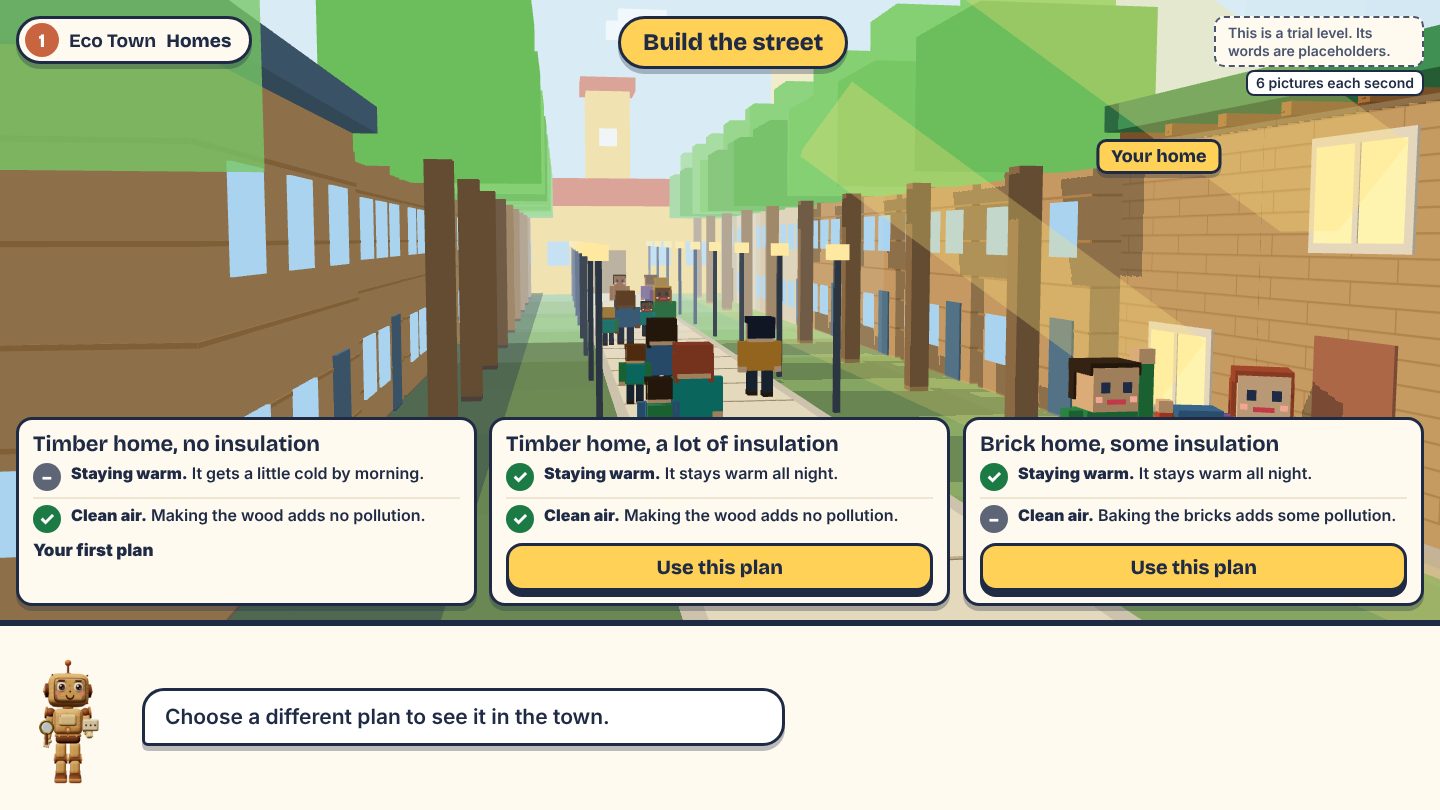 1 Eco Town Homes
Build the street
This is a trial level. Its
words are placeholders.
6 pictures each second
Your home
Timber home, no insulation
Staying warm. It gets a little cold by morning.
Clean air. Making the wood adds no pollution.
Your first plan
Timber home, a lot of insulation
Staying warm. It stays warm all night.
Clean air. Making the wood adds no pollution.
Use this plan
Brick home, some insulation
Staying warm. It stays warm all night.
Clean air. Baking the bricks adds some pollution.
Use this plan
Choose a different plan to see it in the town.